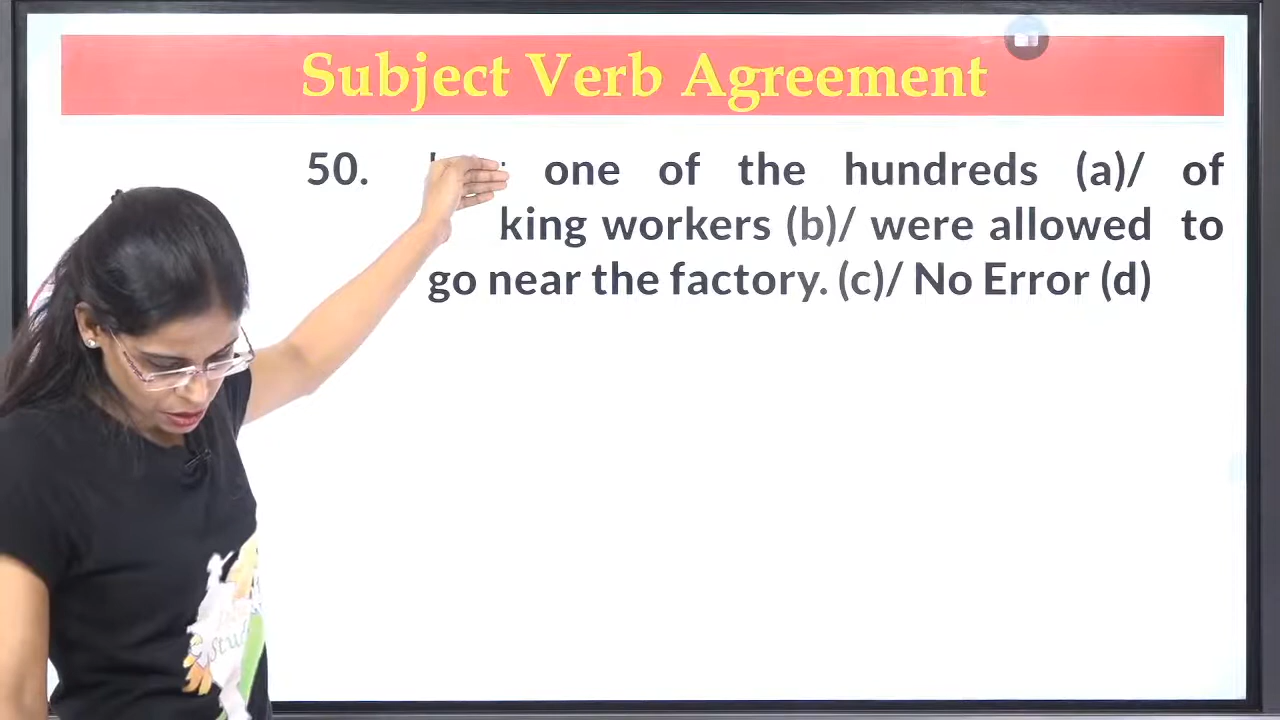 Subject Verb Agreement
50. one of the hundreds (a)/ of
king workers (b)/ were allowed to
go near the factory. (c)/ No Error (d)